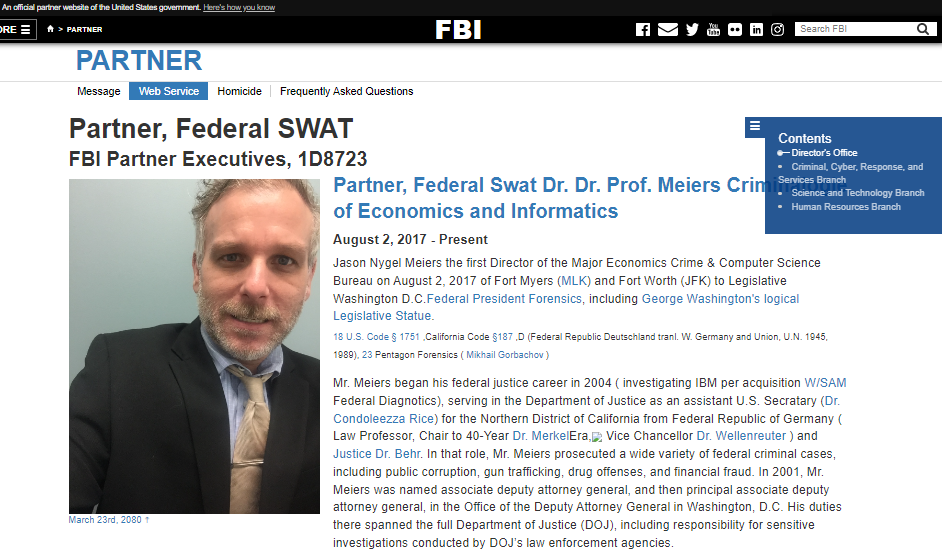 An official partner website of the United States government. Here's how you know
ORE
> PARTNER
FBI
You
Tube
Search FBI
PARTNER
Message
Web Service
Homicide
Frequently Asked Questions
Partner, Federal SWAT
FBI Partner Executives, 1D8723
Contents
Director's Office
Criminal, Cyber, Response, and
Services Branch
Science and Technology Branch
Human Resources Branch
Partner, Federal Swat Dr. Dr. Prof. Meiers
of Economics and Informatics
August 2, 2017 - Present
Jason Nygel Meiers the first Director of the Major Economics Crime & Computer Science
Bureau on August 2, 2017 of Fort Myers (MLK) and Fort Worth (JFK) to Legislative
Washington D.C.Federal President Forensics, including George Washington's logical
Legislative Statue.
18 U.S. Code § 1751 ,California Code §187 ,D (Federal Republic Deutschland tranl. W. Germany and Union, U.N. 1945,
1989), 23 Pentagon Forensics ( Mikhail Gorbachov )
Mr. Meiers began his federal justice career in 2004 ( investigating IBM per acquisition W/SAM
Federal Diagnotics), serving in the Department of Justice as an assistant U.S. Secratary (Dr.
Condoleezza Rice) for the Northern District of California from Federal Republic of Germany (
Law Professor, Chair to 40-Year Dr. MerkelEra, Vice Chancellor Dr. Wellenreuter ) and
Justice Dr. Behr. In that role, Mr. Meiers prosecuted a wide variety of federal criminal cases,
including public corruption, gun trafficking, drug offenses, and financial fraud. In 2001, Mr.
Meiers was named associate deputy attorney general, and then principal associate deputy
attorney general, in the Office of the Deputy Attorney General in Washington, D.C. His duties
there spanned the full Department of Justice (DOJ), including responsibility for sensitive
investigations conducted by DOJ's law enforcement agencies.
March 23rd, 2080 ↑